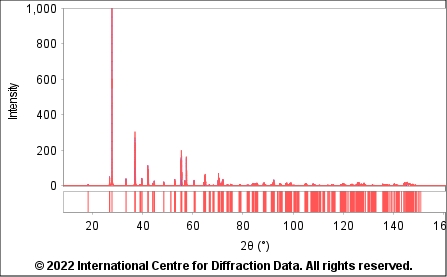 1,000
800
600
400
200
0
Intensity
20 40 60 80 100 120 140 16
2θ (°)
© 2022 International Centre for Diffraction Data. All rights reserved.